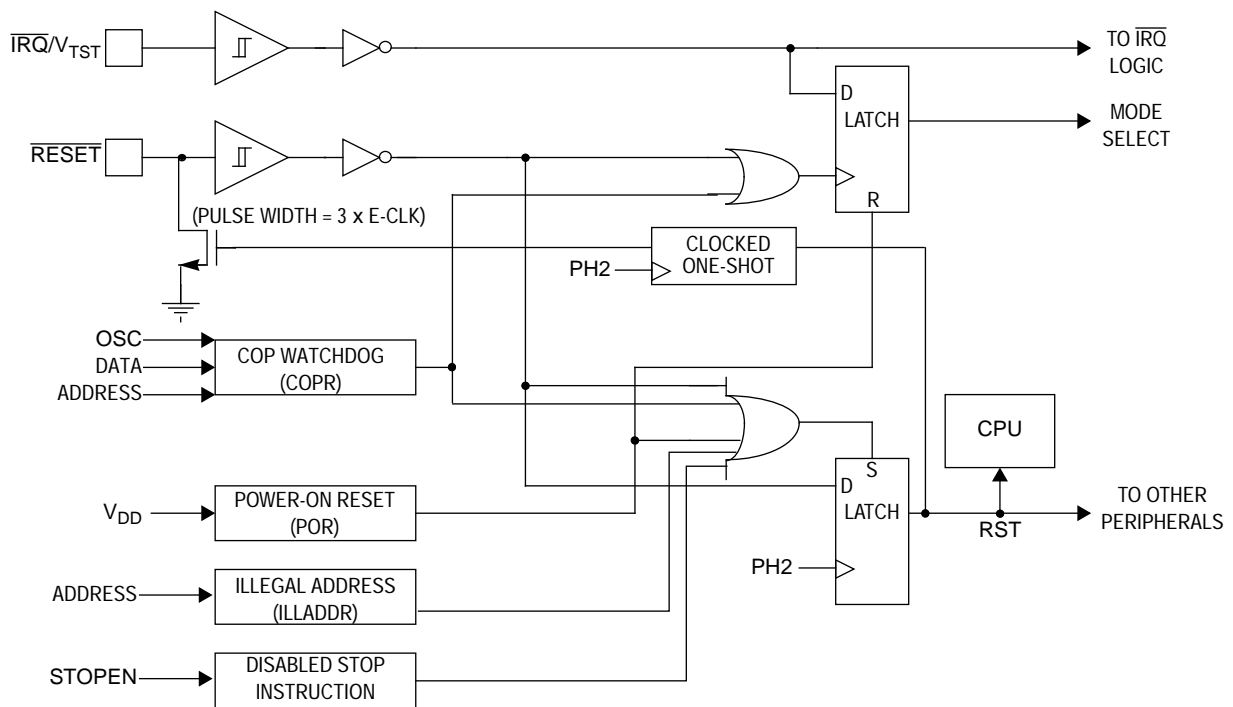 IRQ/VTST
TO IRQ
LOGIC
D
LATCH
MODE
SELECT
RESET
R
(PULSE WIDTH = 3 x E-CLK)
CLOCKED
ONE-SHOT
PH2
OSC
DATA
ADDRESS
COP WATCHDOG
(COPR)
CPU
S
D
LATCH
VDD
POWER-ON RESET
(POR)
TO OTHER
PERIPHERALS
RST
PH2
ADDRESS
ILLEGAL ADDRESS
(ILLADDR)
STOPEN
DISABLED STOP
INSTRUCTION